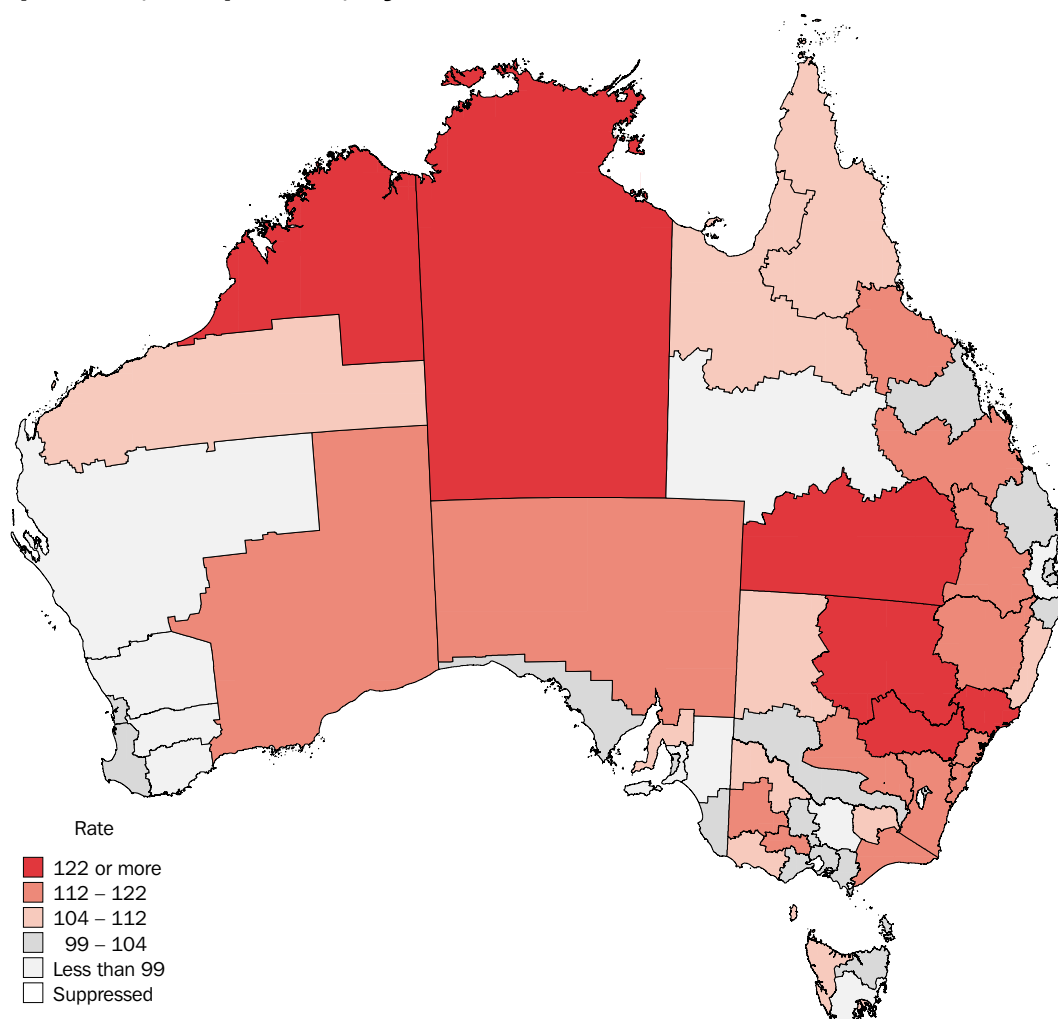 Rate
122 or more
112 – 122
104 – 112
99 – 104
Less than 99
Suppressed